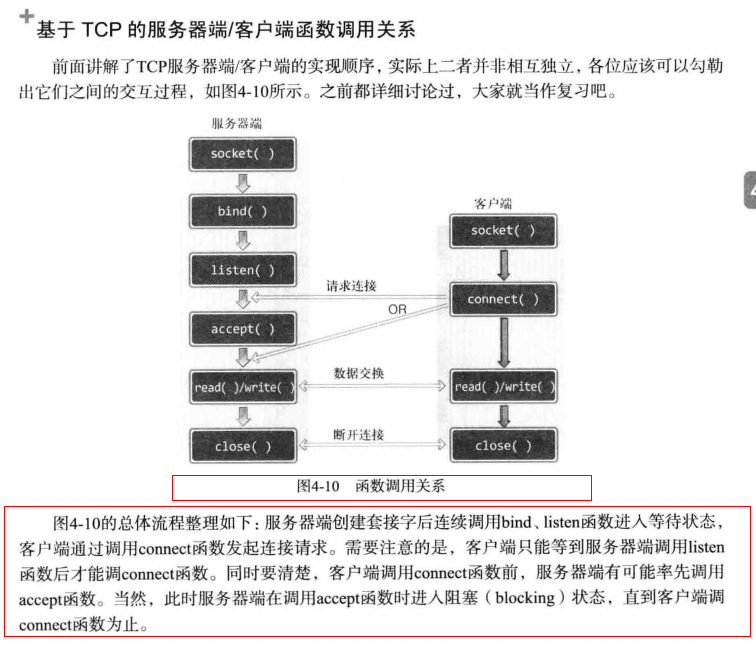 基于 TCP 的服务器端/客户端函数调用关系
前面讲解了TCP服务器端/客户端的实现顺序，实际上二者并非相互独立，各位应该可以勾勒
出它们之间的交互过程，如图4-10所示。之前都详细讨论过，大家就当作复习吧。
服务器端
socket( )
bind( )
客户端
socket( )
listen( )
请求连接
connect( )
OR
accept( )
数据交换
read( )/write( )
read( )/write( )
断开连接
close( )
close( )
图4-10 函数调用关系
图4-10的总体流程整理如下：服务器端创建套接字后连续调用bind、listen函数进入等待状态，
客户端通过调用connect函数发起连接请求。需要注意的是，客户端只能等到服务器端调用listen
函数后才能调connect函数。同时要清楚，客户端调用connect函数前，服务器端有可能率先调用
accept函数。当然，此时服务器端在调用accept函数时进入阻塞（blocking）状态，直到客户端调
connect函数为止。